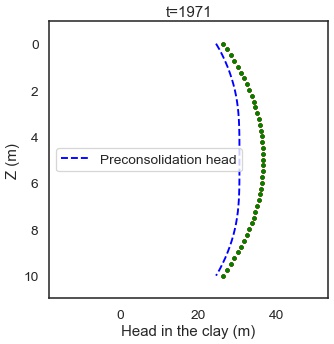 t=1971
0
2
4
6
8
10
Z (m)
Preconsolidation head
0 20 40
Head in the clay (m)